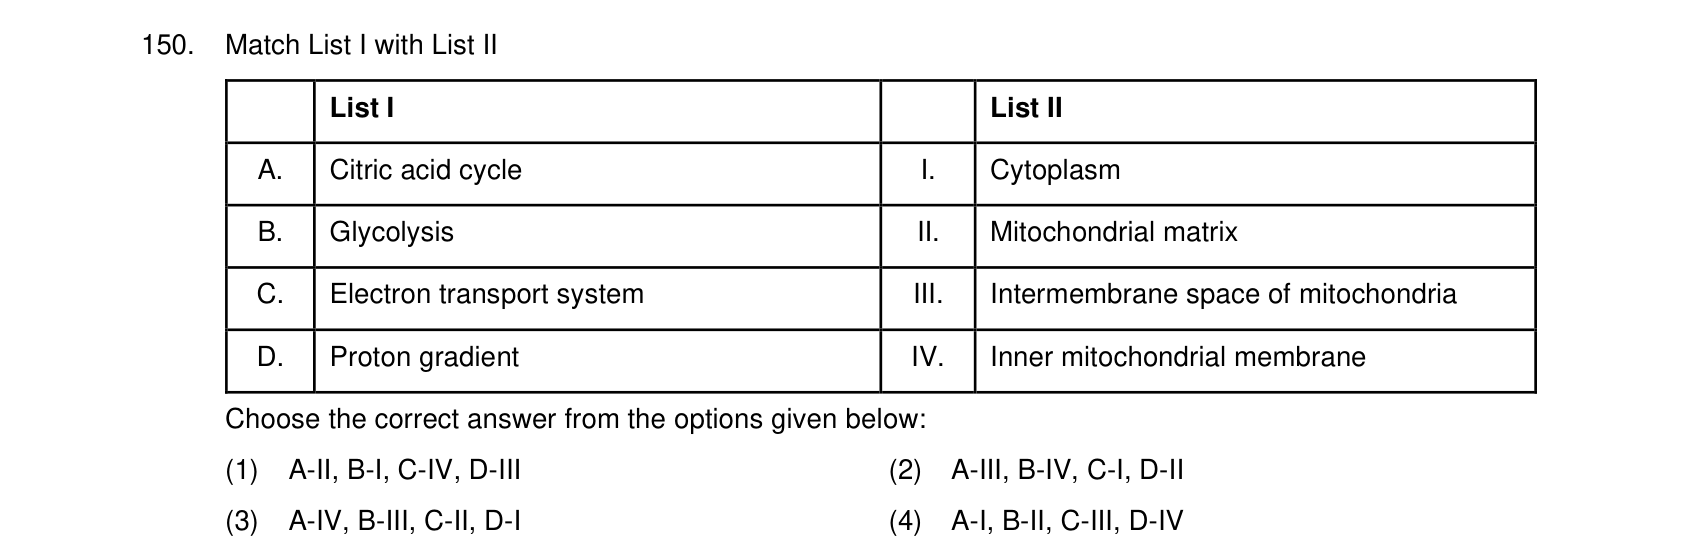 150. Match List I with List II
List I List II
A. Citric acid cycle I. Cytoplasm
B. Glycolysis II. Mitochondrial matrix
C. Electron transport system III. Intermembrane space of mitochondria
D. Proton gradient IV. Inner mitochondrial membrane
Choose the correct answer from the options given below:
(1) A-II, B-I, C-IV, D-III (2) A-III, B-IV, C-I, D-II
(3) A-IV, B-III, C-II, D-I (4) A-I, B-II, C-III, D-IV